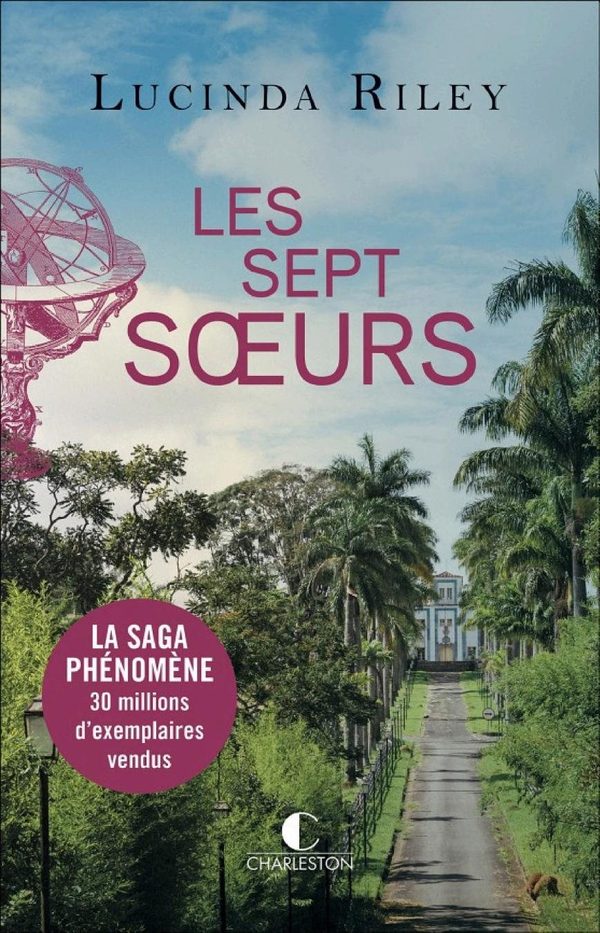 LUCINDA RILEY
LES
SEPT
SŒURS
LA SAGA
PHÉNOMÈNE
30 millions
d'exemplaires
vendus
C
CHARLESTON